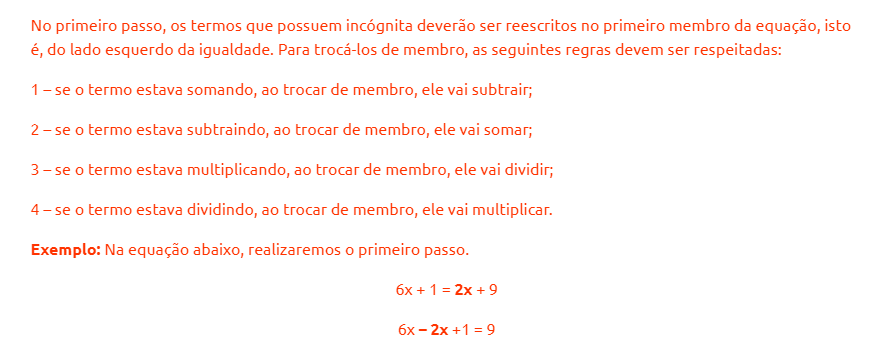 No primeiro passo, os termos que possuem incógnita deverão ser reescritos no primeiro membro da equação, isto
é, do lado esquerdo da igualdade. Para trocá-los de membro, as seguintes regras devem ser respeitadas:
1 – se o termo estava somando, ao trocar de membro, ele vai subtrair;
2 – se o termo estava subtraindo, ao trocar de membro, ele vai somar;
3 – se o termo estava multiplicando, ao trocar de membro, ele vai dividir;
4 – se o termo estava dividindo, ao trocar de membro, ele vai multiplicar.
Exemplo: Na equação abaixo, realizaremos o primeiro passo.
6x + 1 = 2x + 9
6x – 2x +1 = 9